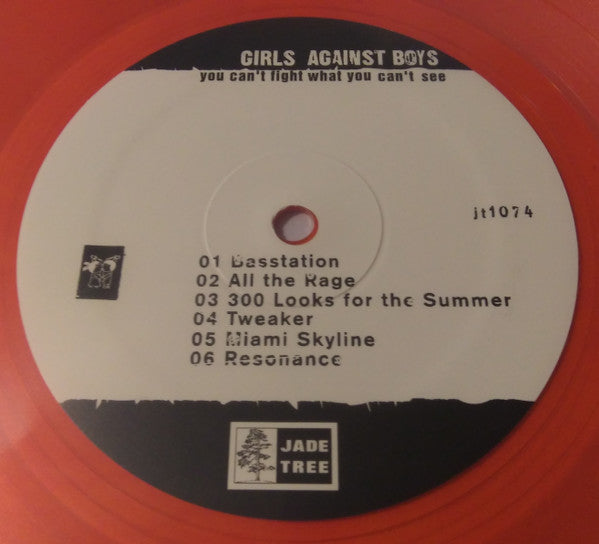 GIRLS AGAINST BOYS
you can't fight what you can't see
jt1074
01 Basstation
02 All the Rage
03 300 Looks for the Summer
04 Tweaker
05 Miami Skyline
06 Resonance
JADE
TREE